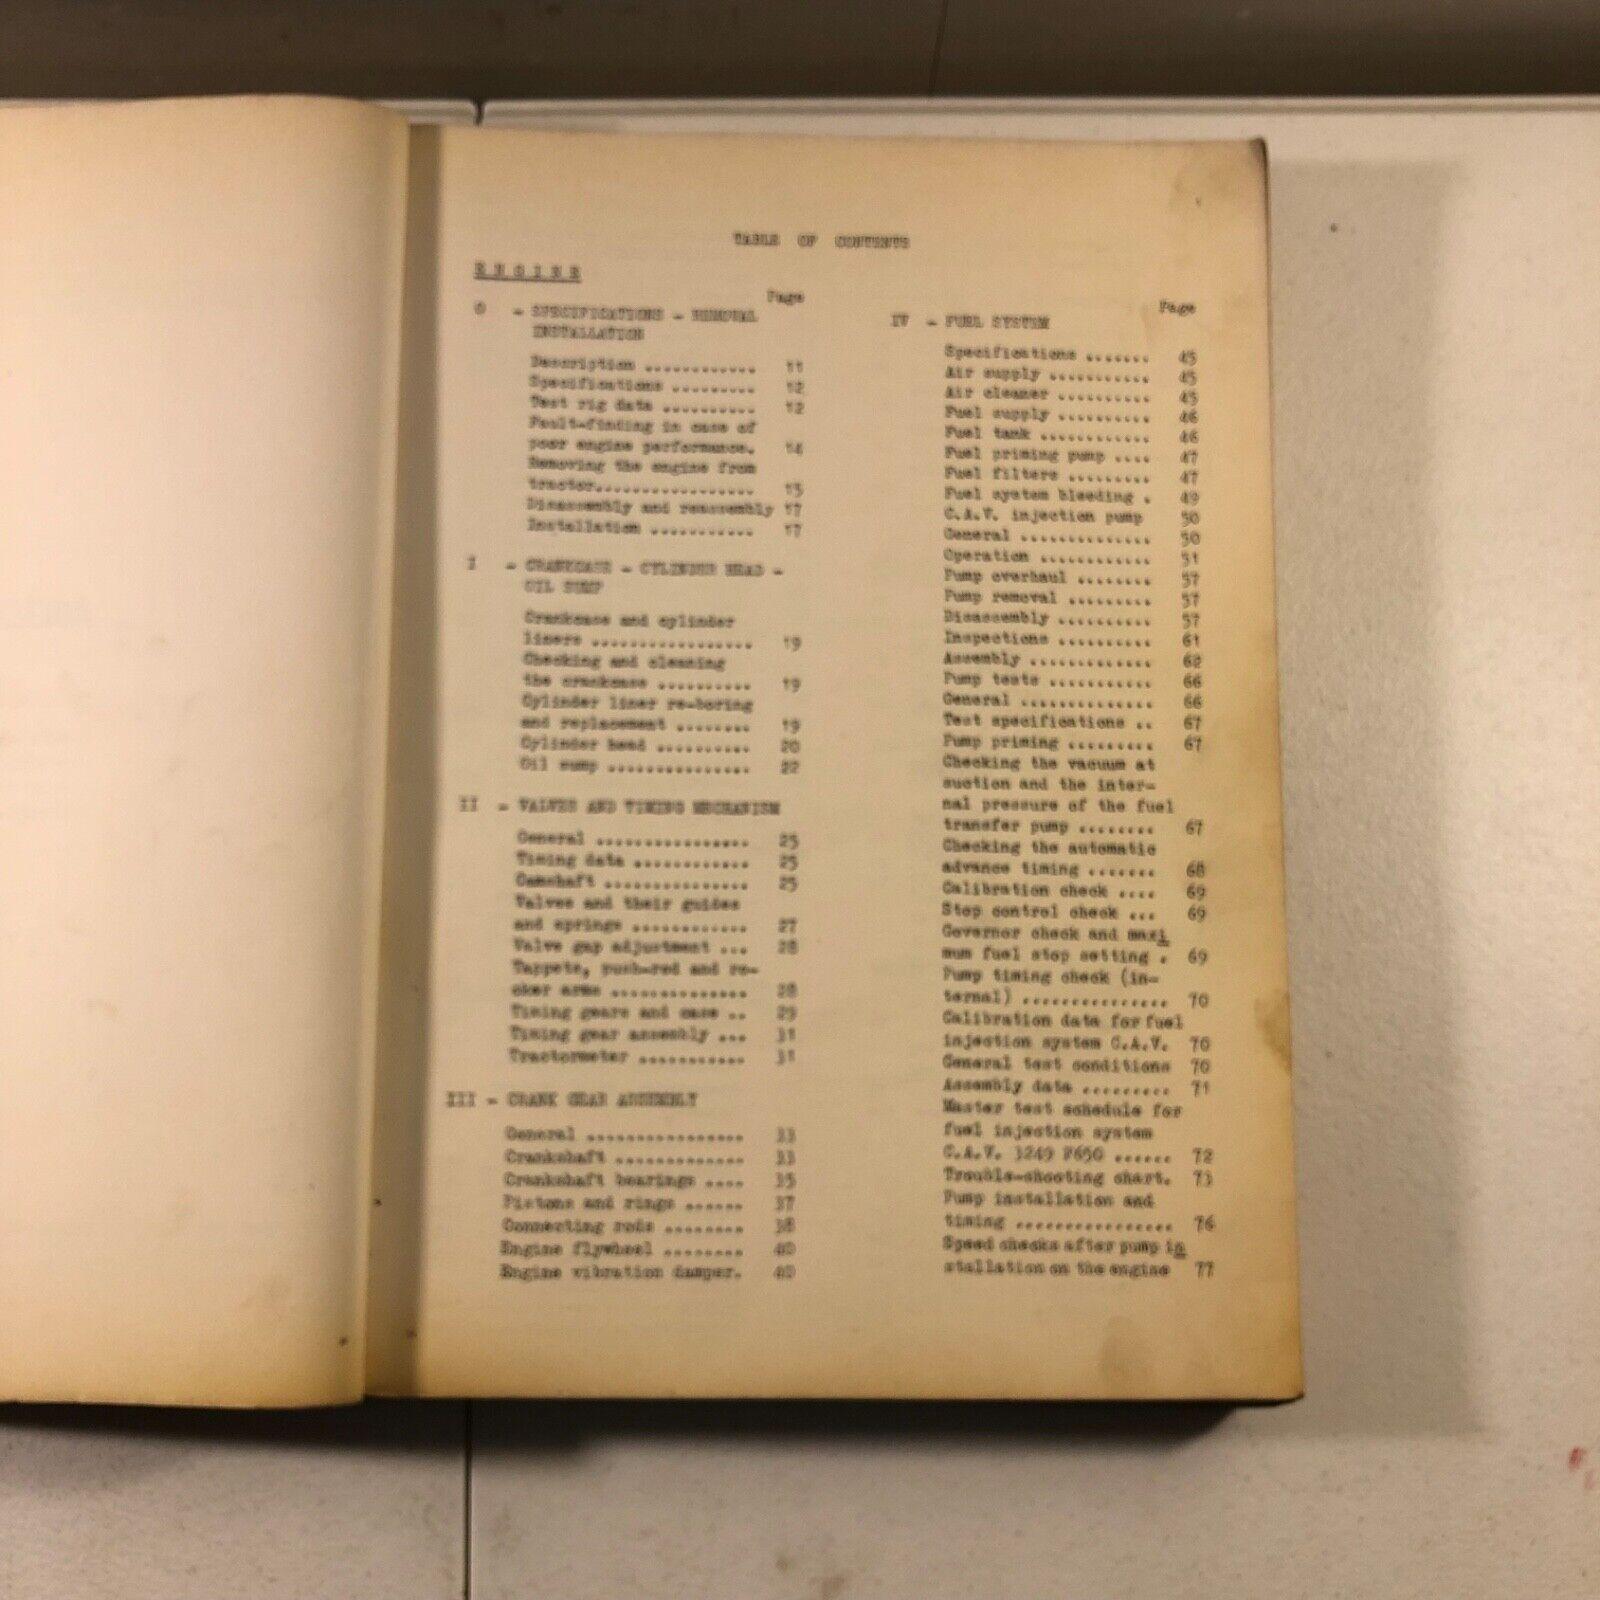 TABLE OF CONTENTS
ENGINE
Page
0 - SPECIFICATIONS - REMOVAL
INSTALLATION
Description ............ 11
Specifications ......... 12
Test rig data .......... 12
Fault-finding in case of
poor engine performance. 14
Removing the engine from
tractor................. 15
Disassembly and reassembly 17
Installation ........... 17
I - CRANKCASE - CYLINDER HEAD -
OIL SUMP
Crankcase and cylinder
liners ................. 19
Checking and cleaning
the crankcase .......... 19
Cylinder liner re-boring
and replacement ........ 19
Cylinder head .......... 20
Oil sump ............... 22
II - VALVES AND TIMING MECHANISM
General ................ 25
Timing data ............ 25
Camshaft ............... 25
Valves and their guides
and springs ............ 27
Valve gap adjustment ... 28
Tappets, push-rod and ro-
cker arms .............. 28
Timing gears and case .. 29
Timing gear assembly ... 31
Tractormeter ........... 31
III - CRANK GEAR ASSEMBLY
General ................. 33
Crankshaft ............. 33
Crankshaft bearings .... 35
Pistons and rings ...... 37
Connecting rods ........ 38
Engine flywheel ......... 40
Engine vibration damper. 40
Page
IV - FUEL SYSTEM
Specifications ....... 45
Air supply ........... 45
Air cleaner .......... 45
Fuel supply .......... 46
Fuel tank ............ 46
Fuel priming pump .... 47
Fuel filters ......... 47
Fuel system bleeding . 49
C.A.V. injection pump 50
General .............. 50
Operation ............ 51
Pump overhaul ........ 57
Pump removal ......... 57
Disassembly .......... 57
Inspections .......... 61
Assembly ............. 62
Pump tests ........... 66
General .............. 66
Test specifications .. 67
Pump priming ......... 67
Checking the vacuum at
suction and the inter-
nal pressure of the fuel
transfer pump ........ 67
Checking the automatic
advance timing ....... 68
Calibration check .... 69
Stop control check ... 69
Governor check and maxi
mum fuel stop setting . 69
Pump timing check (in-
ternal) ............... 70
Calibration data for fuel
injection system C.A.V. 70
General test conditions 70
Assembly data ......... 71
Master test schedule for
fuel injection system
C.A.V. 3249 F650 ...... 72
Trouble-shooting chart. 73
Pump installation and
timing ................ 76
Speed checks after pump in
stallation on the engine 77